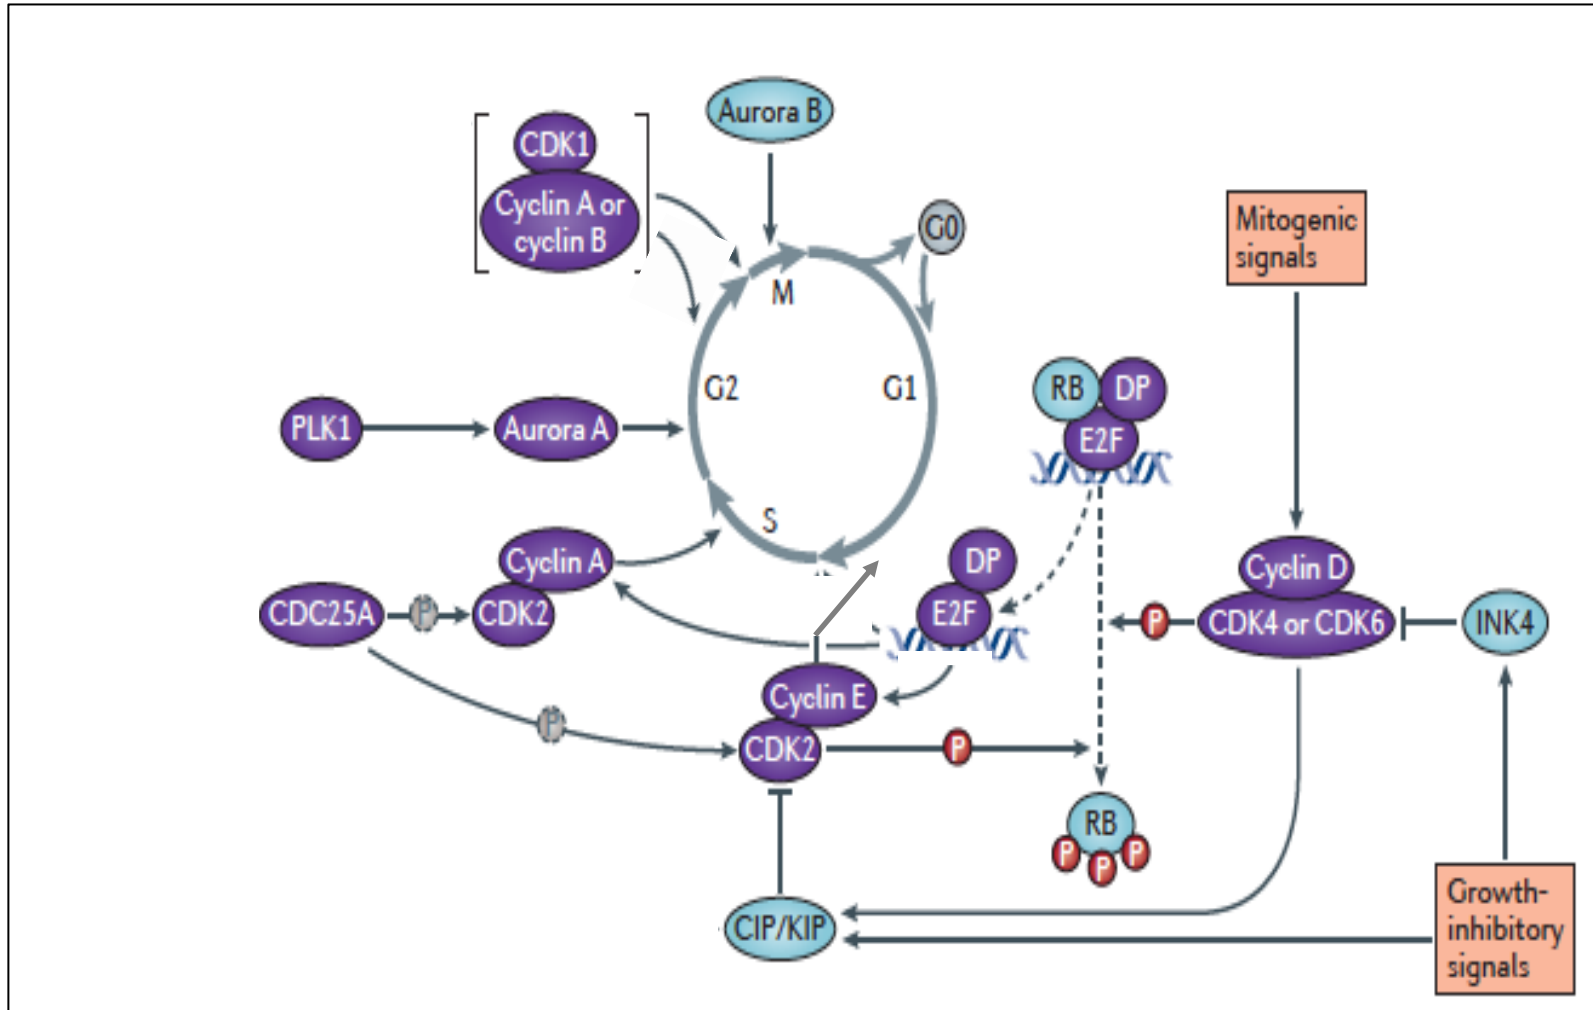 Aurora B
CDK1
Cyclin A or
cyclin B
G0
Mitogenic
signals
M
RB
DP
G2
G1
PLK1
Aurora A
E2F
S
Cyclin A
DP
Cyclin D
CDC25A
P
CDK2
E2F
P
CDK4 or CDK6
INK4
Cyclin E
P
CDK2
P
RB
P
P
P
CIP/KIP
Growth-
inhibitory
signals